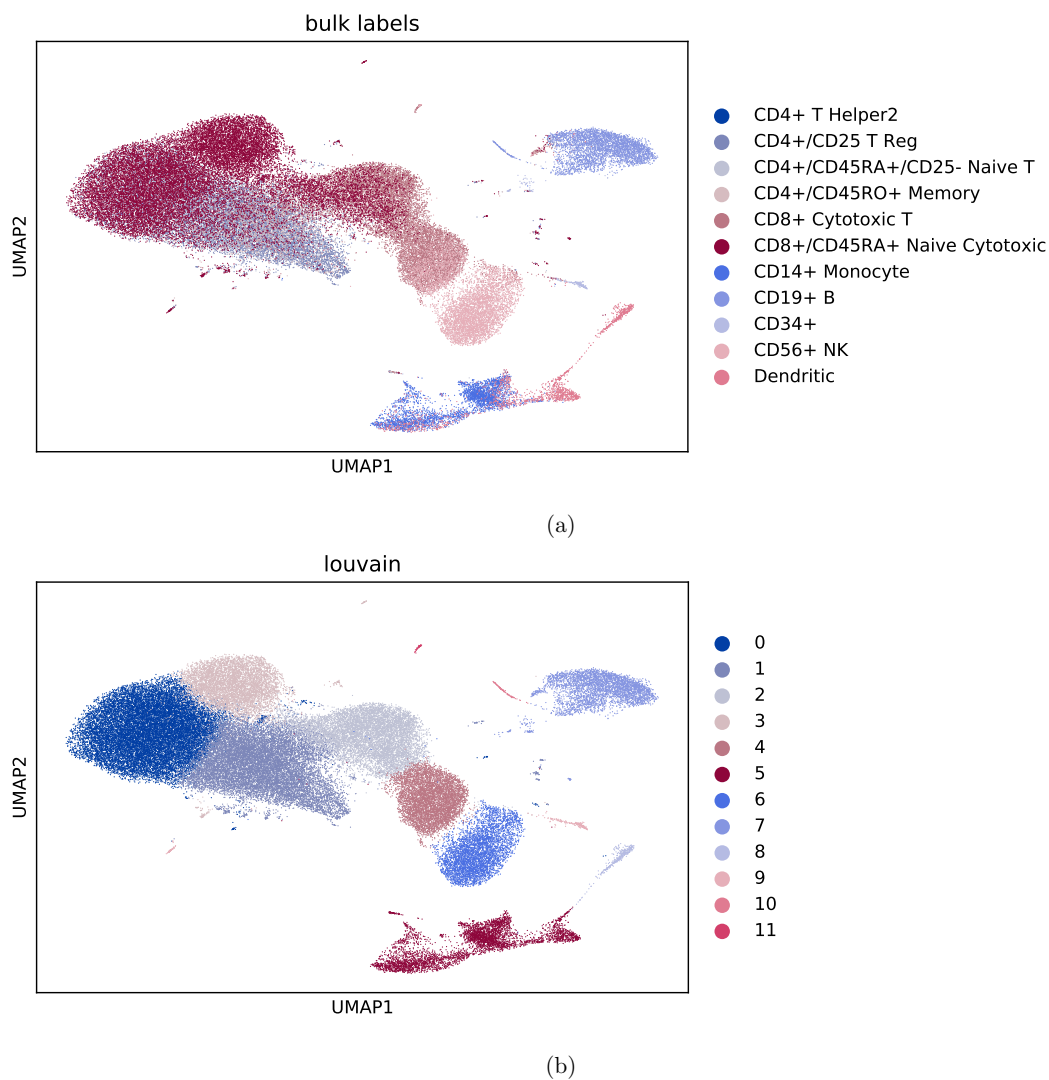 bulk labels
UMAP2
UMAP1
CD4+ T Helper2
CD4+/CD25 T Reg
CD4+/CD45RA+/CD25- Naive T
CD4+/CD45RO+ Memory
CD8+ Cytotoxic T
CD8+/CD45RA+ Naive Cytotoxic
CD14+ Monocyte
CD19+ B
CD34+
CD56+ NK
Dendritic
(a)
louvain
UMAP2
UMAP1
0
1
2
3
4
5
6
7
8
9
10
11
(b)